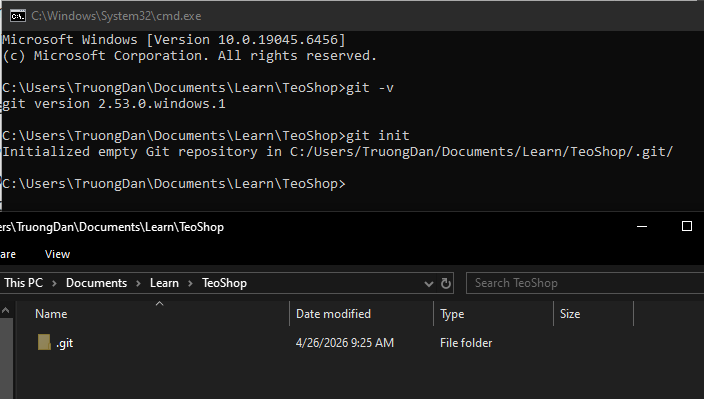 C:\Windows\System32\cmd.exe
Microsoft Windows [Version 10.0.19045.6456]
(c) Microsoft Corporation. All rights reserved.
C:\Users\TruongDan\Documents\Learn\TeoShop>git -v
git version 2.53.0.windows.1
C:\Users\TruongDan\Documents\Learn\TeoShop>git init
Initialized empty Git repository in C:/Users/TruongDan/Documents/Learn/TeoShop/.git/
C:\Users\TruongDan\Documents\Learn\TeoShop>
ers\TruongDan\Documents\Learn\TeoShop
are View
This PC > Documents > Learn > TeoShop Search TeoShop
Name Date modified Type Size
.git 4/26/2026 9:25 AM File folder